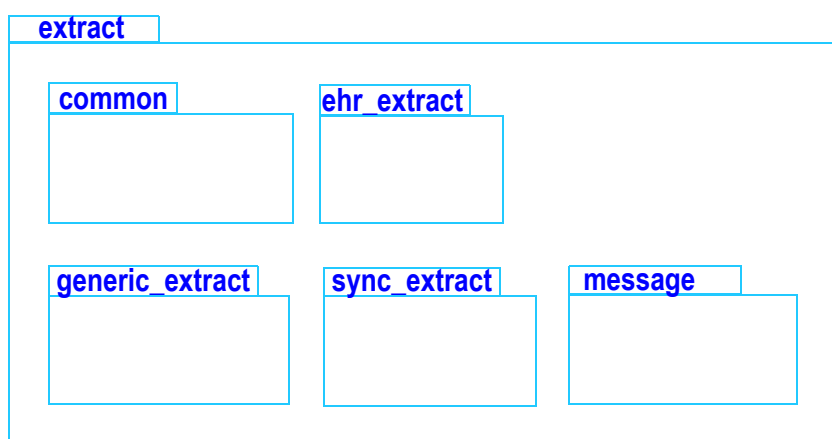 extract
common
ehr_extract
generic_extract
sync_extract
message